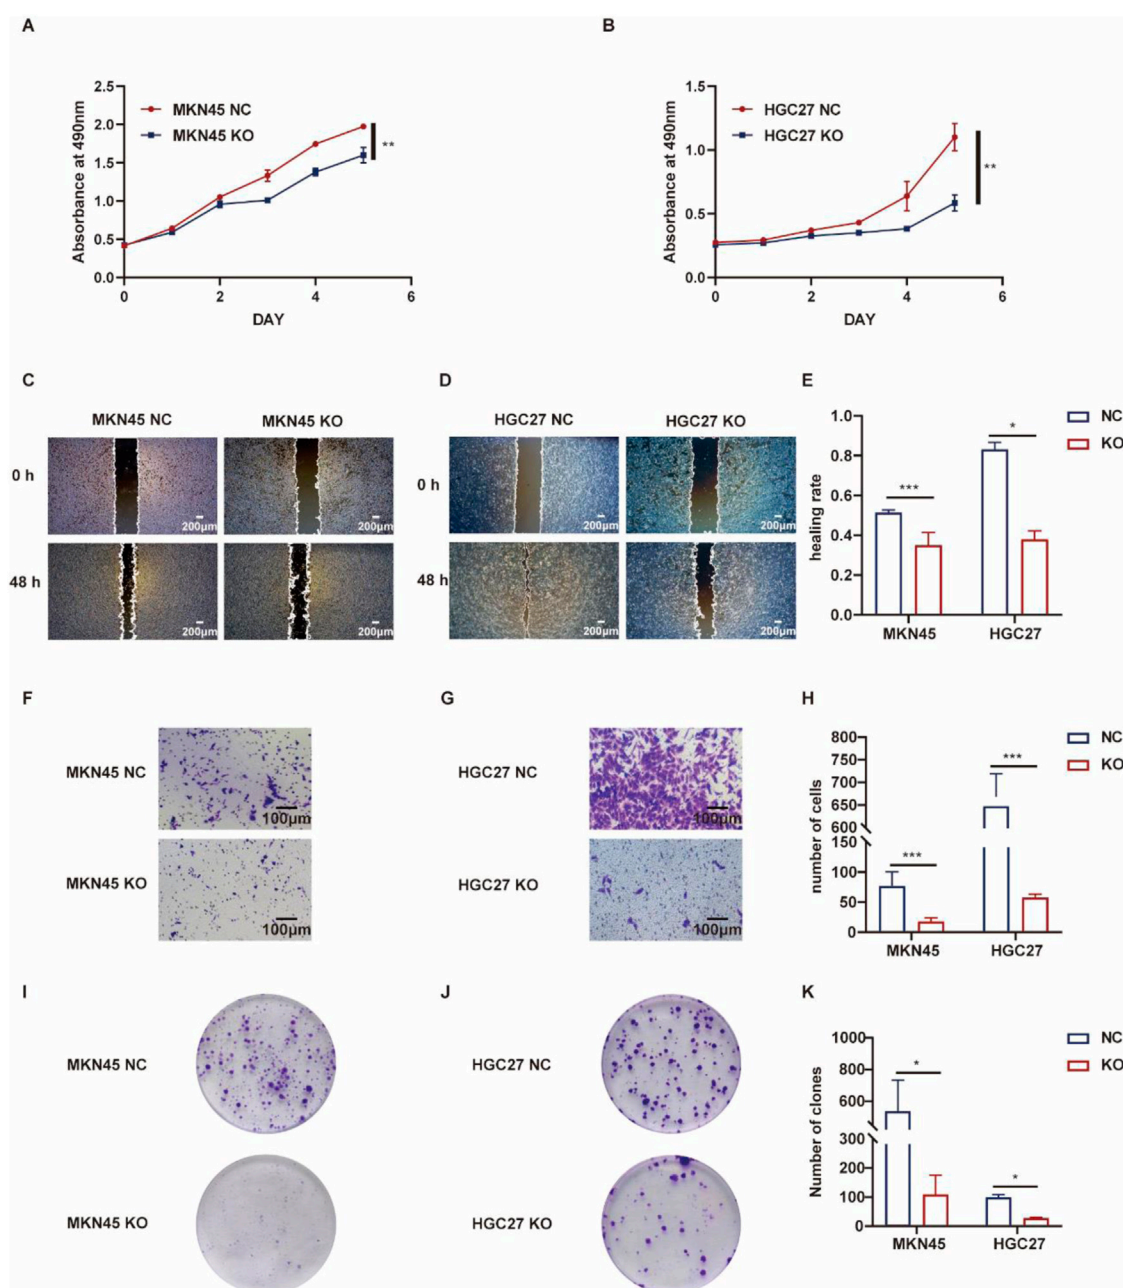 A
B
Absorbance at 490nm
2.5
2.0
1.5
1.0
0.5
0.0
MKN45 NC
MKN45 KO
**
0 2 4 6
DAY
Absorbance at 490nm
1.5
1.0
0.5
0.0
HGC27 NC
HGC27 KO
**
0 2 4 6
DAY
C
MKN45 NC MKN45 KO
0 h
200μm 200μm
48 h
200μm 200μm
D
HGC27 NC HGC27 KO
0 h
200μm 200μm
48 h
200μm 200μm
E
healing rate
1.0
0.8
0.6
0.4
0.2
0.0
***
*
NC
KO
MKN45 HGC27
F
MKN45 NC
100μm
MKN45 KO
100μm
G
HGC27 NC
100μm
HGC27 KO
100μm
H
number of cells
800
750
700
650
600
150
100
50
0
***
***
NC
KO
MKN45 HGC27
I
MKN45 NC
MKN45 KO
J
HGC27 NC
HGC27 KO
K
Number of clones
1000
800
600
300
200
100
0
*
*
NC
KO
MKN45 HGC27